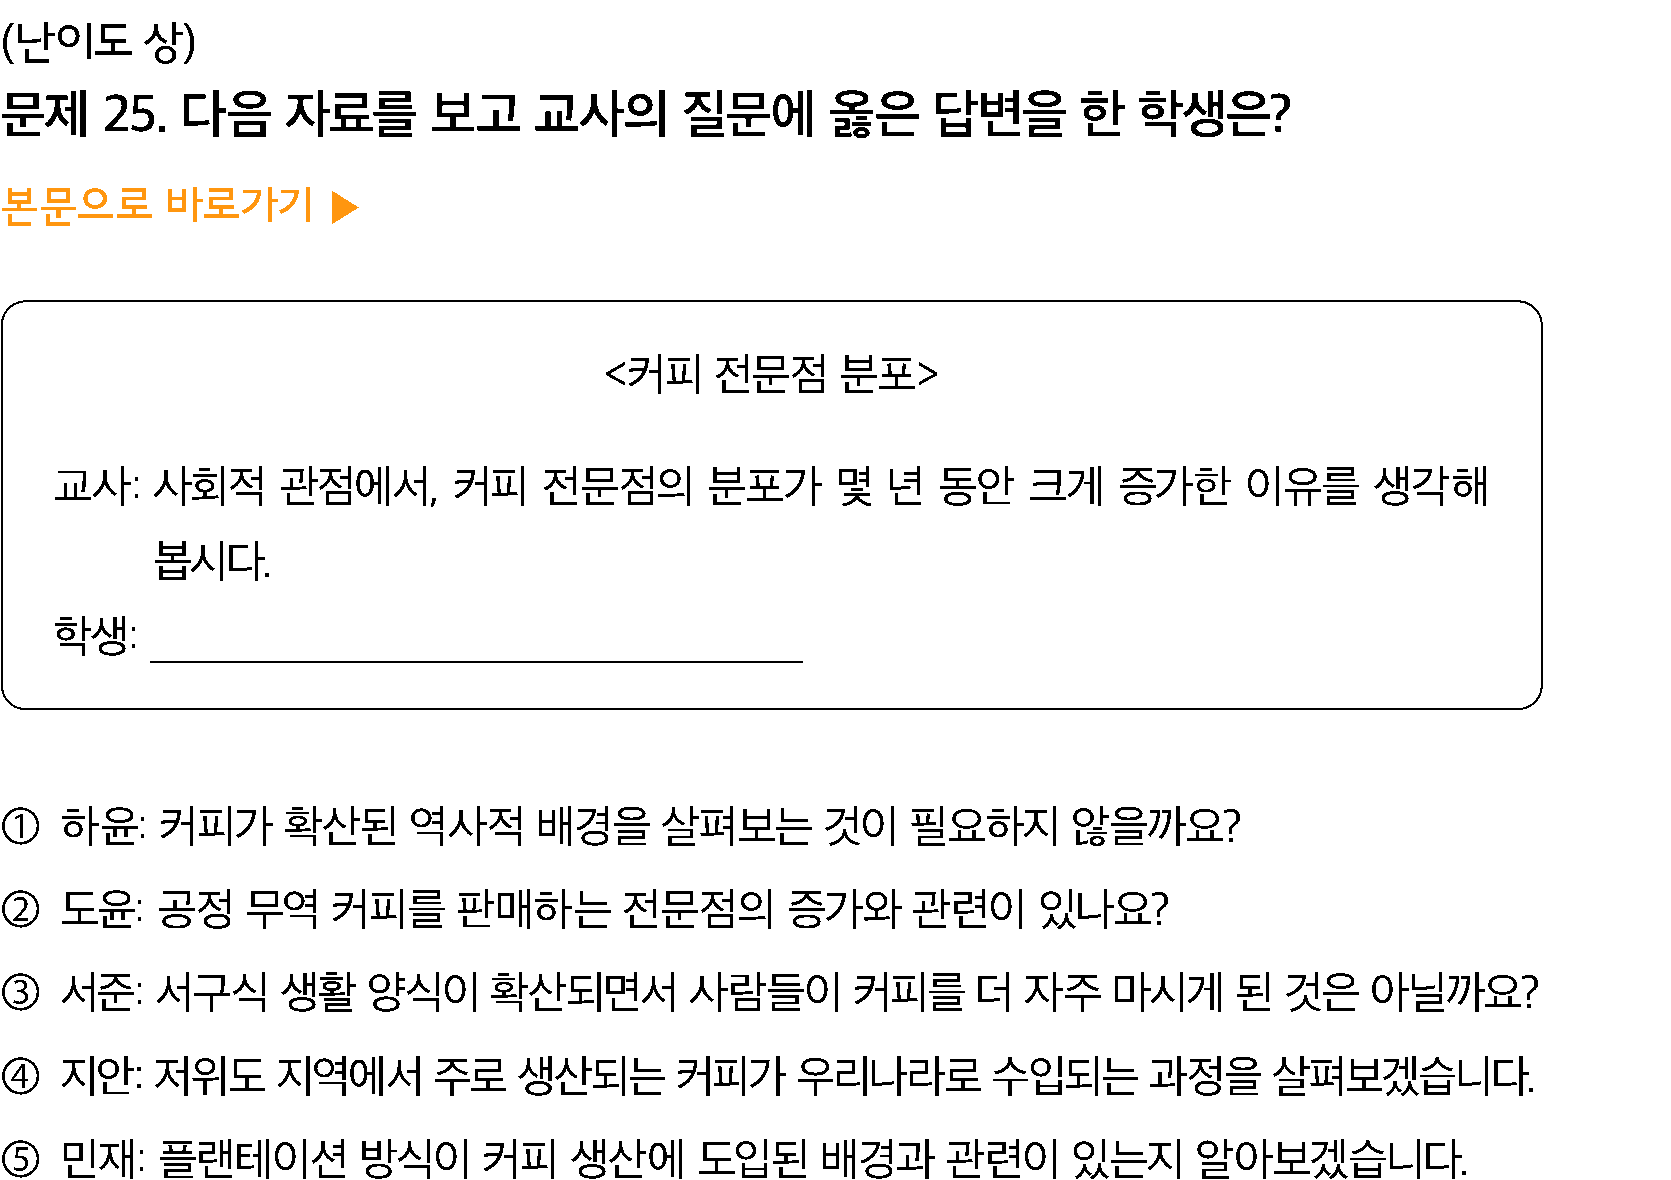 (난이도 상)
문제 25. 다음 자료를 보고 교사의 질문에 옳은 답변을 한 학생은?
본문으로 바로가기 ▶
<커피 전문점 분포>
교사: 사회적 관점에서, 커피 전문점의 분포가 몇 년 동안 크게 증가한 이유를 생각해
봅시다.
학생:
① 하윤: 커피가 확산된 역사적 배경을 살펴보는 것이 필요하지 않을까요?
② 도윤: 공정 무역 커피를 판매하는 전문점의 증가와 관련이 있나요?
③ 서준: 서구식 생활 양식이 확산되면서 사람들이 커피를 더 자주 마시게 된 것은 아닐까요?
④ 지안: 저위도 지역에서 주로 생산되는 커피가 우리나라로 수입되는 과정을 살펴보겠습니다.
⑤ 민재: 플랜테이션 방식이 커피 생산에 도입된 배경과 관련이 있는지 알아보겠습니다.